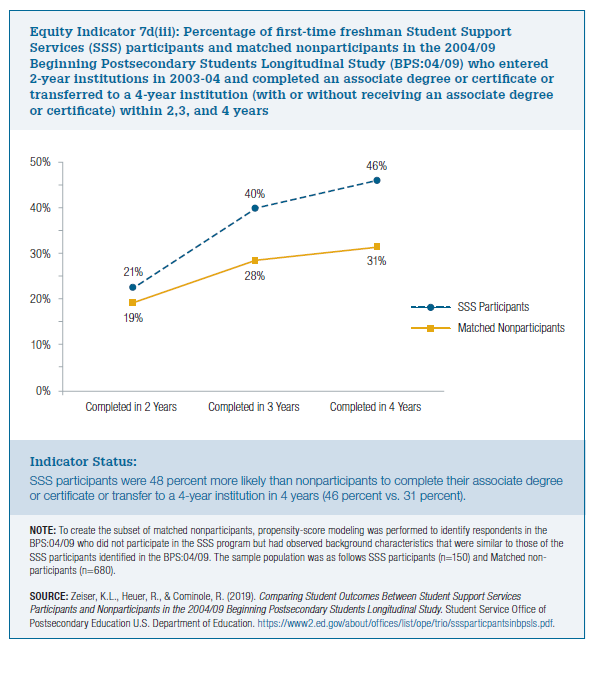 Equity Indicator 7d(iii): Percentage of first-time freshman Student Support
Services (SSS) participants and matched nonparticipants in the 2004/09
Beginning Postsecondary Students Longitudinal Study (BPS:04/09) who entered
2-year institutions in 2003-04 and completed an associate degree or certificate or
transferred to a 4-year institution (with or without receiving an associate degree
or certificate) within 2,3, and 4 years
50%
40%
30%
20%
10%
0%
21%
40%
46%
19%
28%
31%
SSS Participants
Matched Nonparticipants
Completed in 2 Years
Completed in 3 Years
Completed in 4 Years
Indicator Status:
SSS participants were 48 percent more likely than nonparticipants to complete their associate degree
or certificate or transfer to a 4-year institution in 4 years (46 percent vs. 31 percent).
NOTE: To create the subset of matched nonparticipants, propensity-score modeling was performed to identify respondents in the
BPS:04/09 who did not participate in the SSS program but had observed background characteristics that were similar to those of the
SSS participants identified in the BPS:04/09. The sample population was as follows SSS participants (n=150) and Matched non-
participants (n=680).
SOURCE: Zeiser, K.L., Heuer, R., & Cominole, R. (2019). Comparing Student Outcomes Between Student Support Services
Participants and Nonparticipants in the 2004/09 Beginning Postsecondary Students Longitudinal Study. Student Service Office of
Postsecondary Education U.S. Department of Education. https://www2.ed.gov/about/offices/list/ope/trio/sssparticpantsinbpsls.pdf.